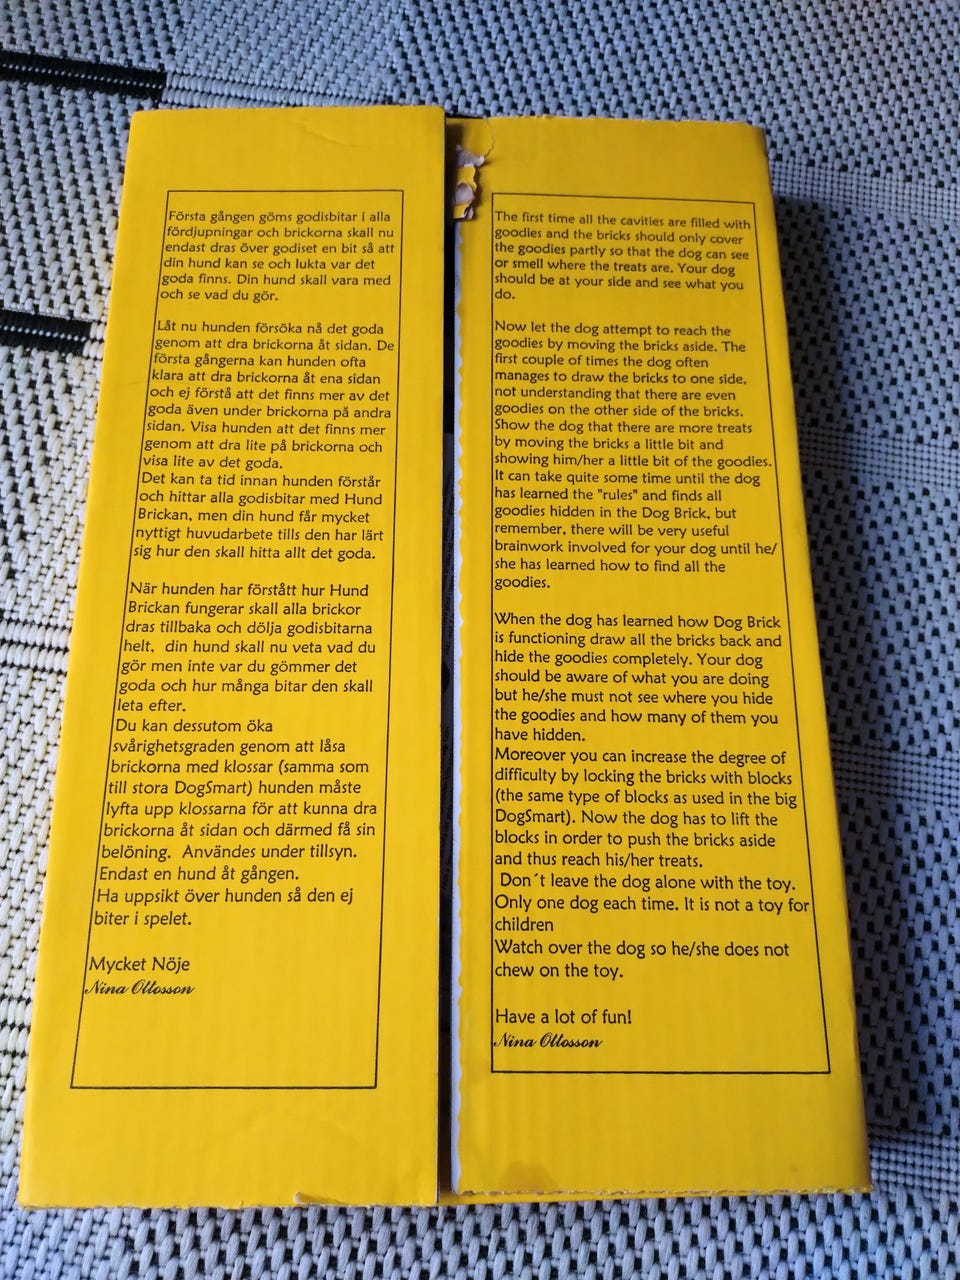 Första gången göms godisbitar i alla
fördjupningar och brickorna skall nu
endast dras över godiset en bit så att
din hund kan se och lukta var det
goda finns. Din hund skall vara med
och se vad du gör.
Låt nu hunden försöka nå det goda
genom att dra brickorna åt sidan. De
första gångerna kan hunden ofta
klara att dra brickorna åt ena sidan
och ej förstå att det finns mer av det
goda även under brickorna på andra
sidan. Visa hunden att det finns mer
genom att dra lite på brickorna och
visa lite av det goda.
Det kan ta tid innan hunden förstår
och hittar alla godisbitar med Hund
Brickan, men din hund får mycket
nyttigt huvudarbete tills den har lärt
sig hur den skall hitta allt det goda.
När hunden har förstått hur Hund
Brickan fungerar skall alla brickor
dras tillbaka och dölja godisbitarna
helt, din hund skall nu veta vad du
gör men inte var du gömmer det
goda och hur många bitar den skall
leta efter.
Du kan dessutom öka
svårighetsgraden genom att låsa
brickorna med klossar (samma som
till stora DogSmart) hunden måste
lyfta upp klossarna för att kunna dra
brickorna åt sidan och därmed få sin
belöning. Användes under tillsyn.
Endast en hund åt gången.
Ha uppsikt över hunden så den ej
biter i spelet.
Mycket Nöje
Nina Ottosson
The first time all the cavities are filled with
goodies and the bricks should only cover
the goodies partly so that the dog can see
or smell where the treats are. Your dog
should be at your side and see what you
do.
Now let the dog attempt to reach the
goodies by moving the bricks aside. The
first couple of times the dog often
manages to draw the bricks to one side,
not understanding that there are even
goodies on the other side of the bricks.
Show the dog that there are more treats
by moving the bricks a little bit and
showing him/her a little bit of the goodies.
It can take quite some time until the dog
has learned the "rules" and finds all
goodies hidden in the Dog Brick, but
remember, there will be very useful
brainwork involved for your dog until he/
she has learned how to find all the
goodies.
When the dog has learned how Dog Brick
is functioning draw all the bricks back and
hide the goodies completely. Your dog
should be aware of what you are doing
but he/she must not see where you hide
the goodies and how many of them you
have hidden.
Moreover you can increase the degree of
difficulty by locking the bricks with blocks
(the same type of blocks as used in the big
DogSmart). Now the dog has to lift the
blocks in order to push the bricks aside
and thus reach his/her treats.
Don´t leave the dog alone with the toy.
Only one dog each time. It is not a toy for
children
Watch over the dog so he/she does not
chew on the toy.
Have a lot of fun!
Nina Ottosson